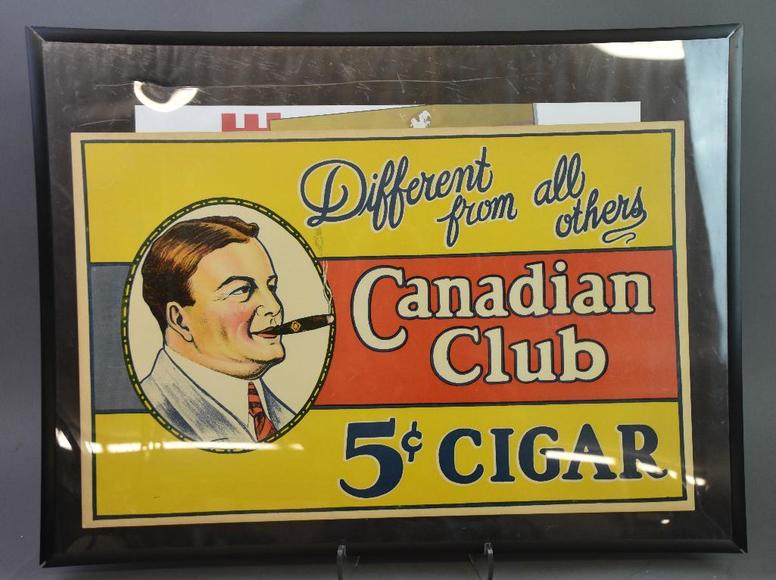 Different
from all
others
Canadian
Club
5¢ CIGAR